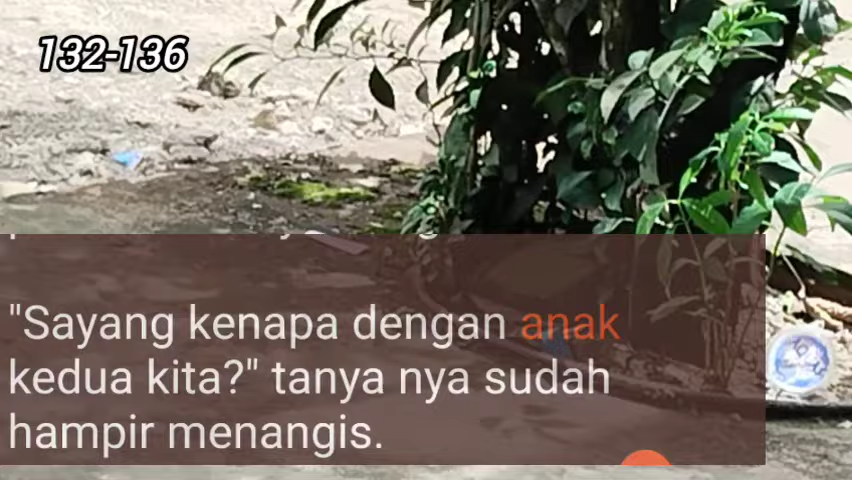 132-136
"Sayang kenapa dengan anak
kedua kita?" tanya nya sudah
hampir menangis.